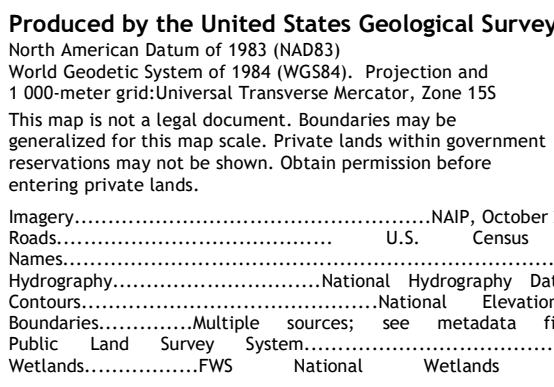 Produced by the United States Geological Survey
North American Datum of 1983 (NAD83)
World Geodetic System of 1984 (WGS84).  Projection and
1 000-meter grid:Universal Transverse Mercator, Zone 15S
This map is not a legal document. Boundaries may be
generalized for this map scale. Private lands within government
reservations may not be shown. Obtain permission before
entering private lands.
Imagery....................................................NAIP, October
Roads......................................... U.S. Census
Names........................................................................
Hydrography..............................National Hydrography
Contours...........................................National Elevation
Boundaries..............Multiple sources; see metadata
Public Land Survey System.....................................
Wetlands.................FWS National Wetlands